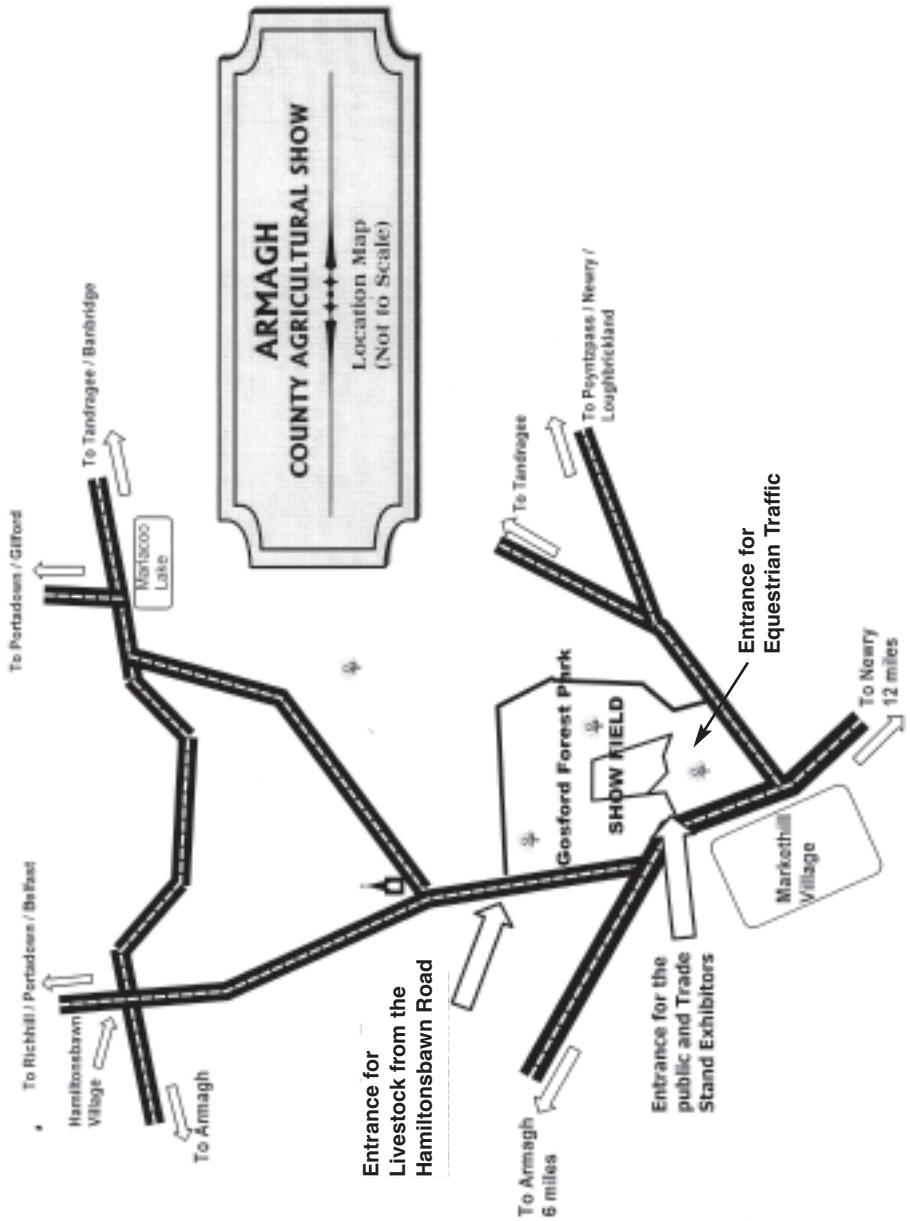 ARMAGH
COUNTY AGRICULTURAL SHOW
Location Map
(Not to Scale)
To Richhill / Portadown / Belfast
Hamiltonsbawn
Village
To Armagh
To Portadown / Gilford
To Tandragee / Banbridge
Marlacoo
Lake
Entrance for
Livestock from the
Hamiltonsbawn Road
Gosford Forest Park
SHOW FIELD
To Tandragee
To Poyntzpass / Newry /
Loughbrickland
Entrance for
Equestrian Traffic
To Armagh
6 miles
Entrance for the
public and Trade
Stand Exhibitors
Markethill
Village
To Newry
12 miles